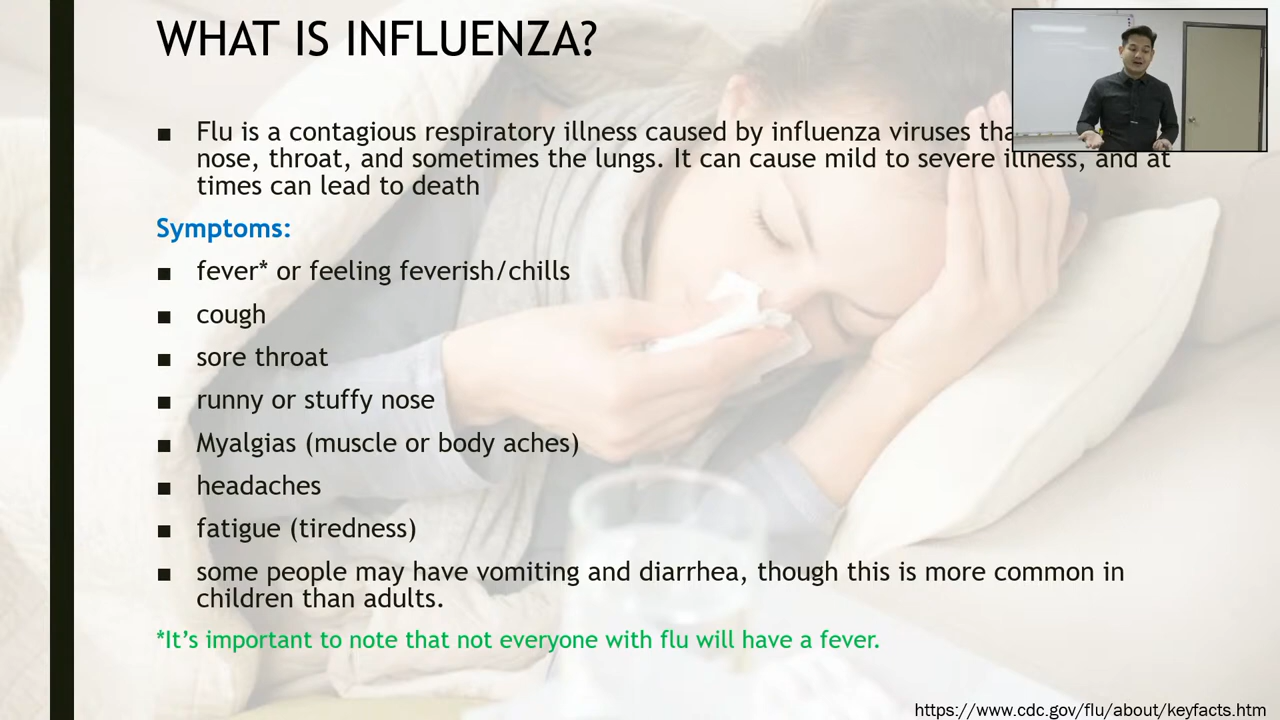 WHAT IS INFLUENZA?
■ Flu is a contagious respiratory illness caused by influenza viruses
nose, throat, and sometimes the lungs. It can cause mild to severe illness, and at
times can lead to death
Symptoms:
■ fever* or feeling feverish/chills
■ cough
■ sore throat
■ runny or stuffy nose
■ Myalgias (muscle or body aches)
■ headaches
■ fatigue (tiredness)
■ some people may have vomiting and diarrhea, though this is more common in
children than adults.
*It's important to note that not everyone with flu will have a fever.
https://www.cdc.gov/flu/about/keyfacts.htm